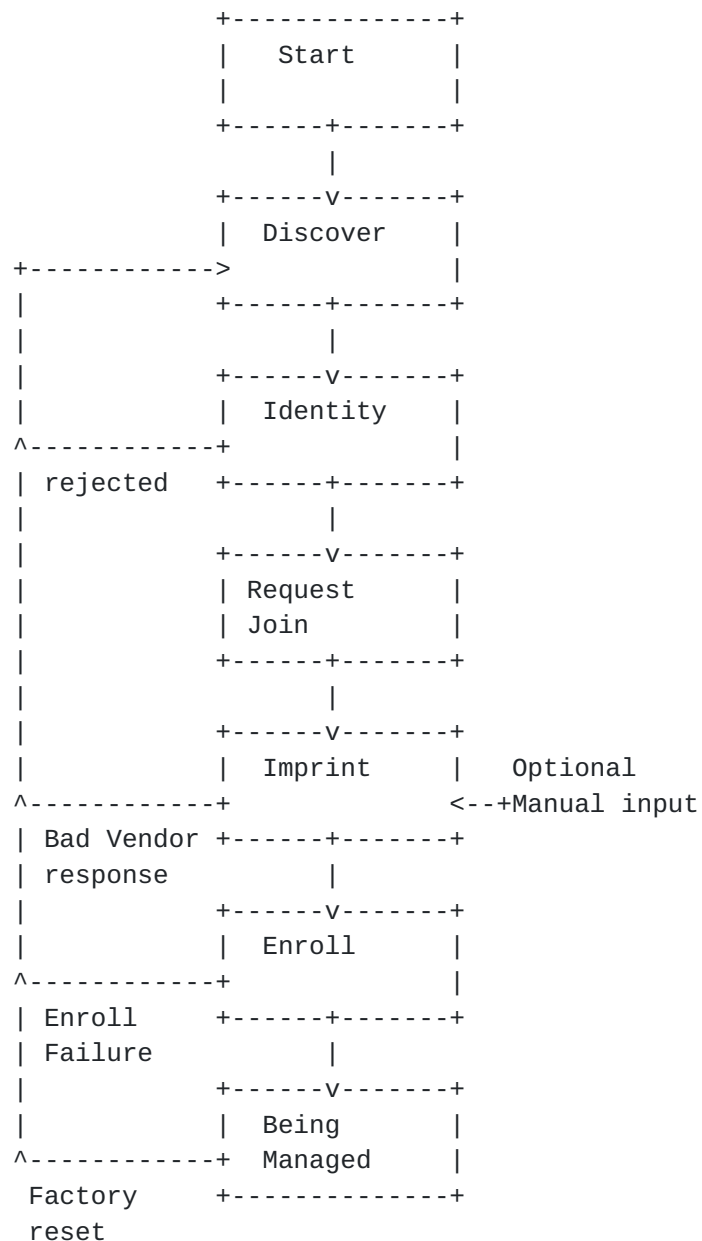 Start
Discover
Identity
rejected
Request
Join
Imprint Optional
Manual input
Bad Vendor
response
Enroll
Enroll
Failure
Being
Managed
Factory
reset